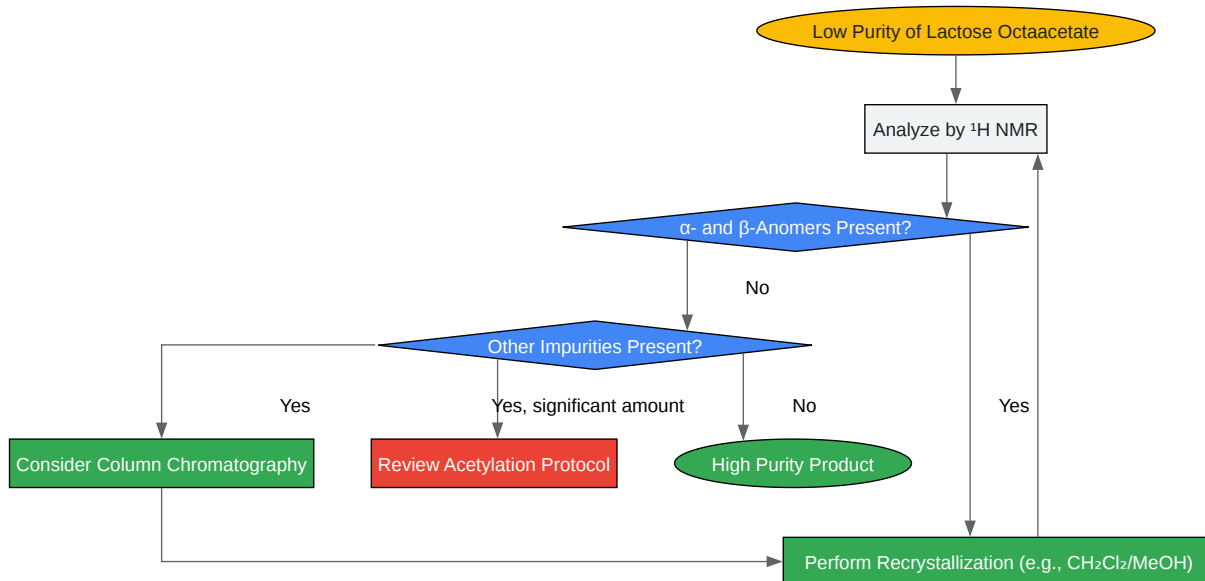 Low Purity of Lactose Octaacetate
Analyze by ¹H NMR
α- and β-Anomers Present?
No
Other Impurities Present?
Yes
Yes, significant amount
No
Yes
Consider Column Chromatography
Review Acetylation Protocol
High Purity Product
Perform Recrystallization (e.g., CH₂Cl₂/MeOH)